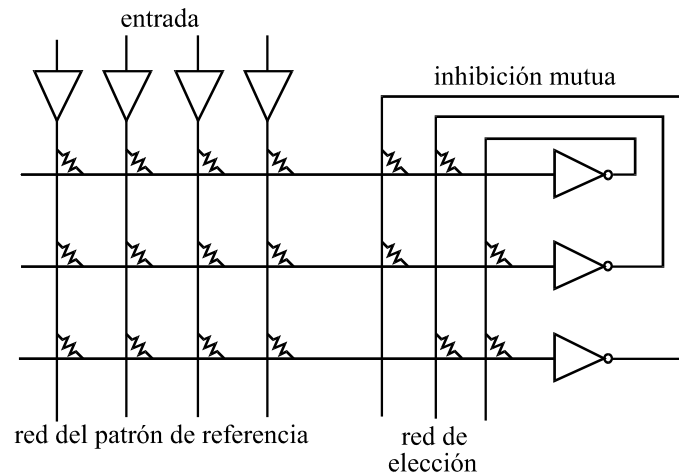 entrada
inhibición mutua
red del patrón de referencia
red de
elección